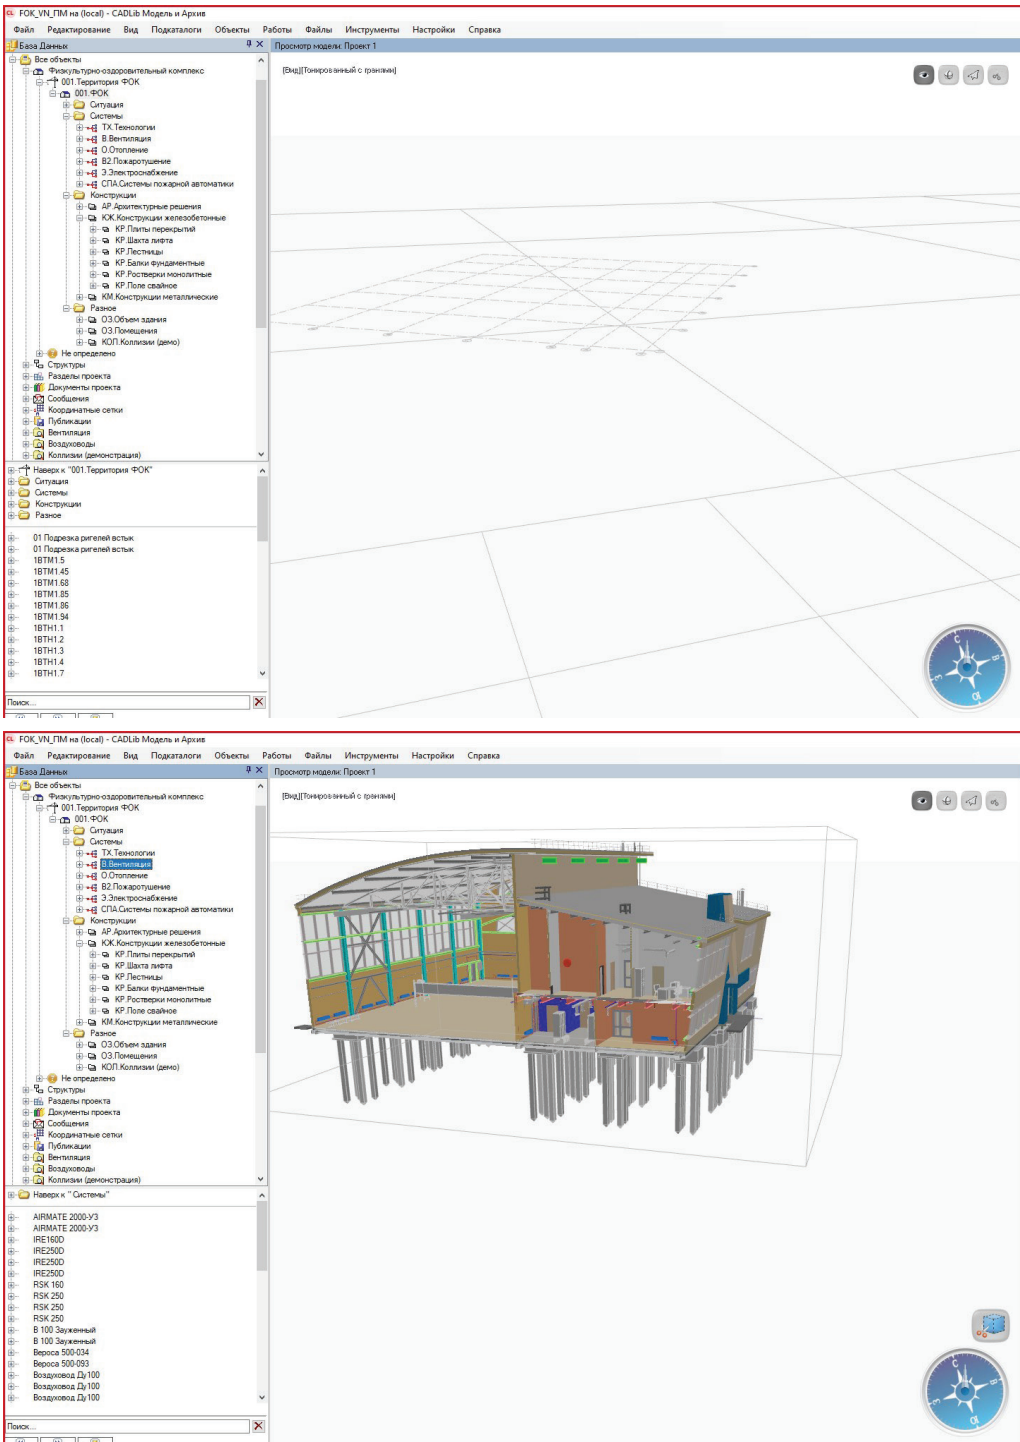 FOK_VN_ПМ на (local) - CADLib Модель и Архив
Файл Редактирование Вид Подкаталоги Объекты Работы Файлы Инструменты Настройки Справка
База Данных
Просмотр модели: Проект 1
[Вид][Тонированный с гранями]
Все объекты
Физкультурно-оздоровительный комплекс
001.Территория ФОК
001.ФОК
Ситуация
Системы
ТХ.Технологии
В.Вентиляция
О.Отопление
В2.Пожаротушение
Э.Электроснабжение
СПА.Системы пожарной автоматики
Конструкции
АР.Архитектурные решения
КЖ.Конструкции железобетонные
КР.Плиты перекрытий
КР.Шахта лифта
КР.Лестницы
КР.Балки фундаментные
КР.Ростверки монолитные
КР.Поле свайное
КМ.Конструкции металлические
Разное
ОЗ.Объем здания
ОЗ.Помещения
КОЛ.Коллизии (демо)
Не определено
Структуры
Разделы проекта
Документы проекта
Сообщения
Координатные сетки
Публикации
Вентиляция
Воздуховоды
Коллизии (демонстрация)
Наверх к "001.Территория ФОК"
Ситуация
Системы
Конструкции
Разное
01 Подрезка ригелей встык
01 Подрезка ригелей встык
1ВТМ1.5
1ВТМ1.45
1ВТМ1.68
1ВТМ1.85
1ВТМ1.86
1ВТМ1.94
1ВТН1.1
1ВТН1.2
1ВТН1.3
1ВТН1.4
1ВТН1.7
Поиск...
С В Ю З
FOK_VN_ПМ на (local) - CADLib Модель и Архив
Файл Редактирование Вид Подкаталоги Объекты Работы Файлы Инструменты Настройки Справка
База Данных
Просмотр модели: Проект 1
[Вид][Тонированный с гранями]
Все объекты
Физкультурно-оздоровительный комплекс
001.Территория ФОК
001.ФОК
Ситуация
Системы
ТХ.Технологии
В.Вентиляция
О.Отопление
В2.Пожаротушение
Э.Электроснабжение
СПА.Системы пожарной автоматики
Конструкции
АР.Архитектурные решения
КЖ.Конструкции железобетонные
КР.Плиты перекрытий
КР.Шахта лифта
КР.Лестницы
КР.Балки фундаментные
КР.Ростверки монолитные
КР.Поле свайное
КМ.Конструкции металлические
Разное
ОЗ.Объем здания
ОЗ.Помещения
КОЛ.Коллизии (демо)
Не определено
Структуры
Разделы проекта
Документы проекта
Сообщения
Координатные сетки
Публикации
Вентиляция
Воздуховоды
Коллизии (демонстрация)
Наверх к " Системы"
AIRMATE 2000-УЗ
AIRMATE 2000-УЗ
IRE160D
IRE250D
IRE250D
IRE250D
RSK 160
RSK 250
RSK 250
RSK 250
В 100 Зауженный
В 100 Зауженный
Вероса 500-034
Вероса 500-093
Воздуховод Ду100
Воздуховод Ду100
Воздуховод Ду100
Поиск...
С В Ю З